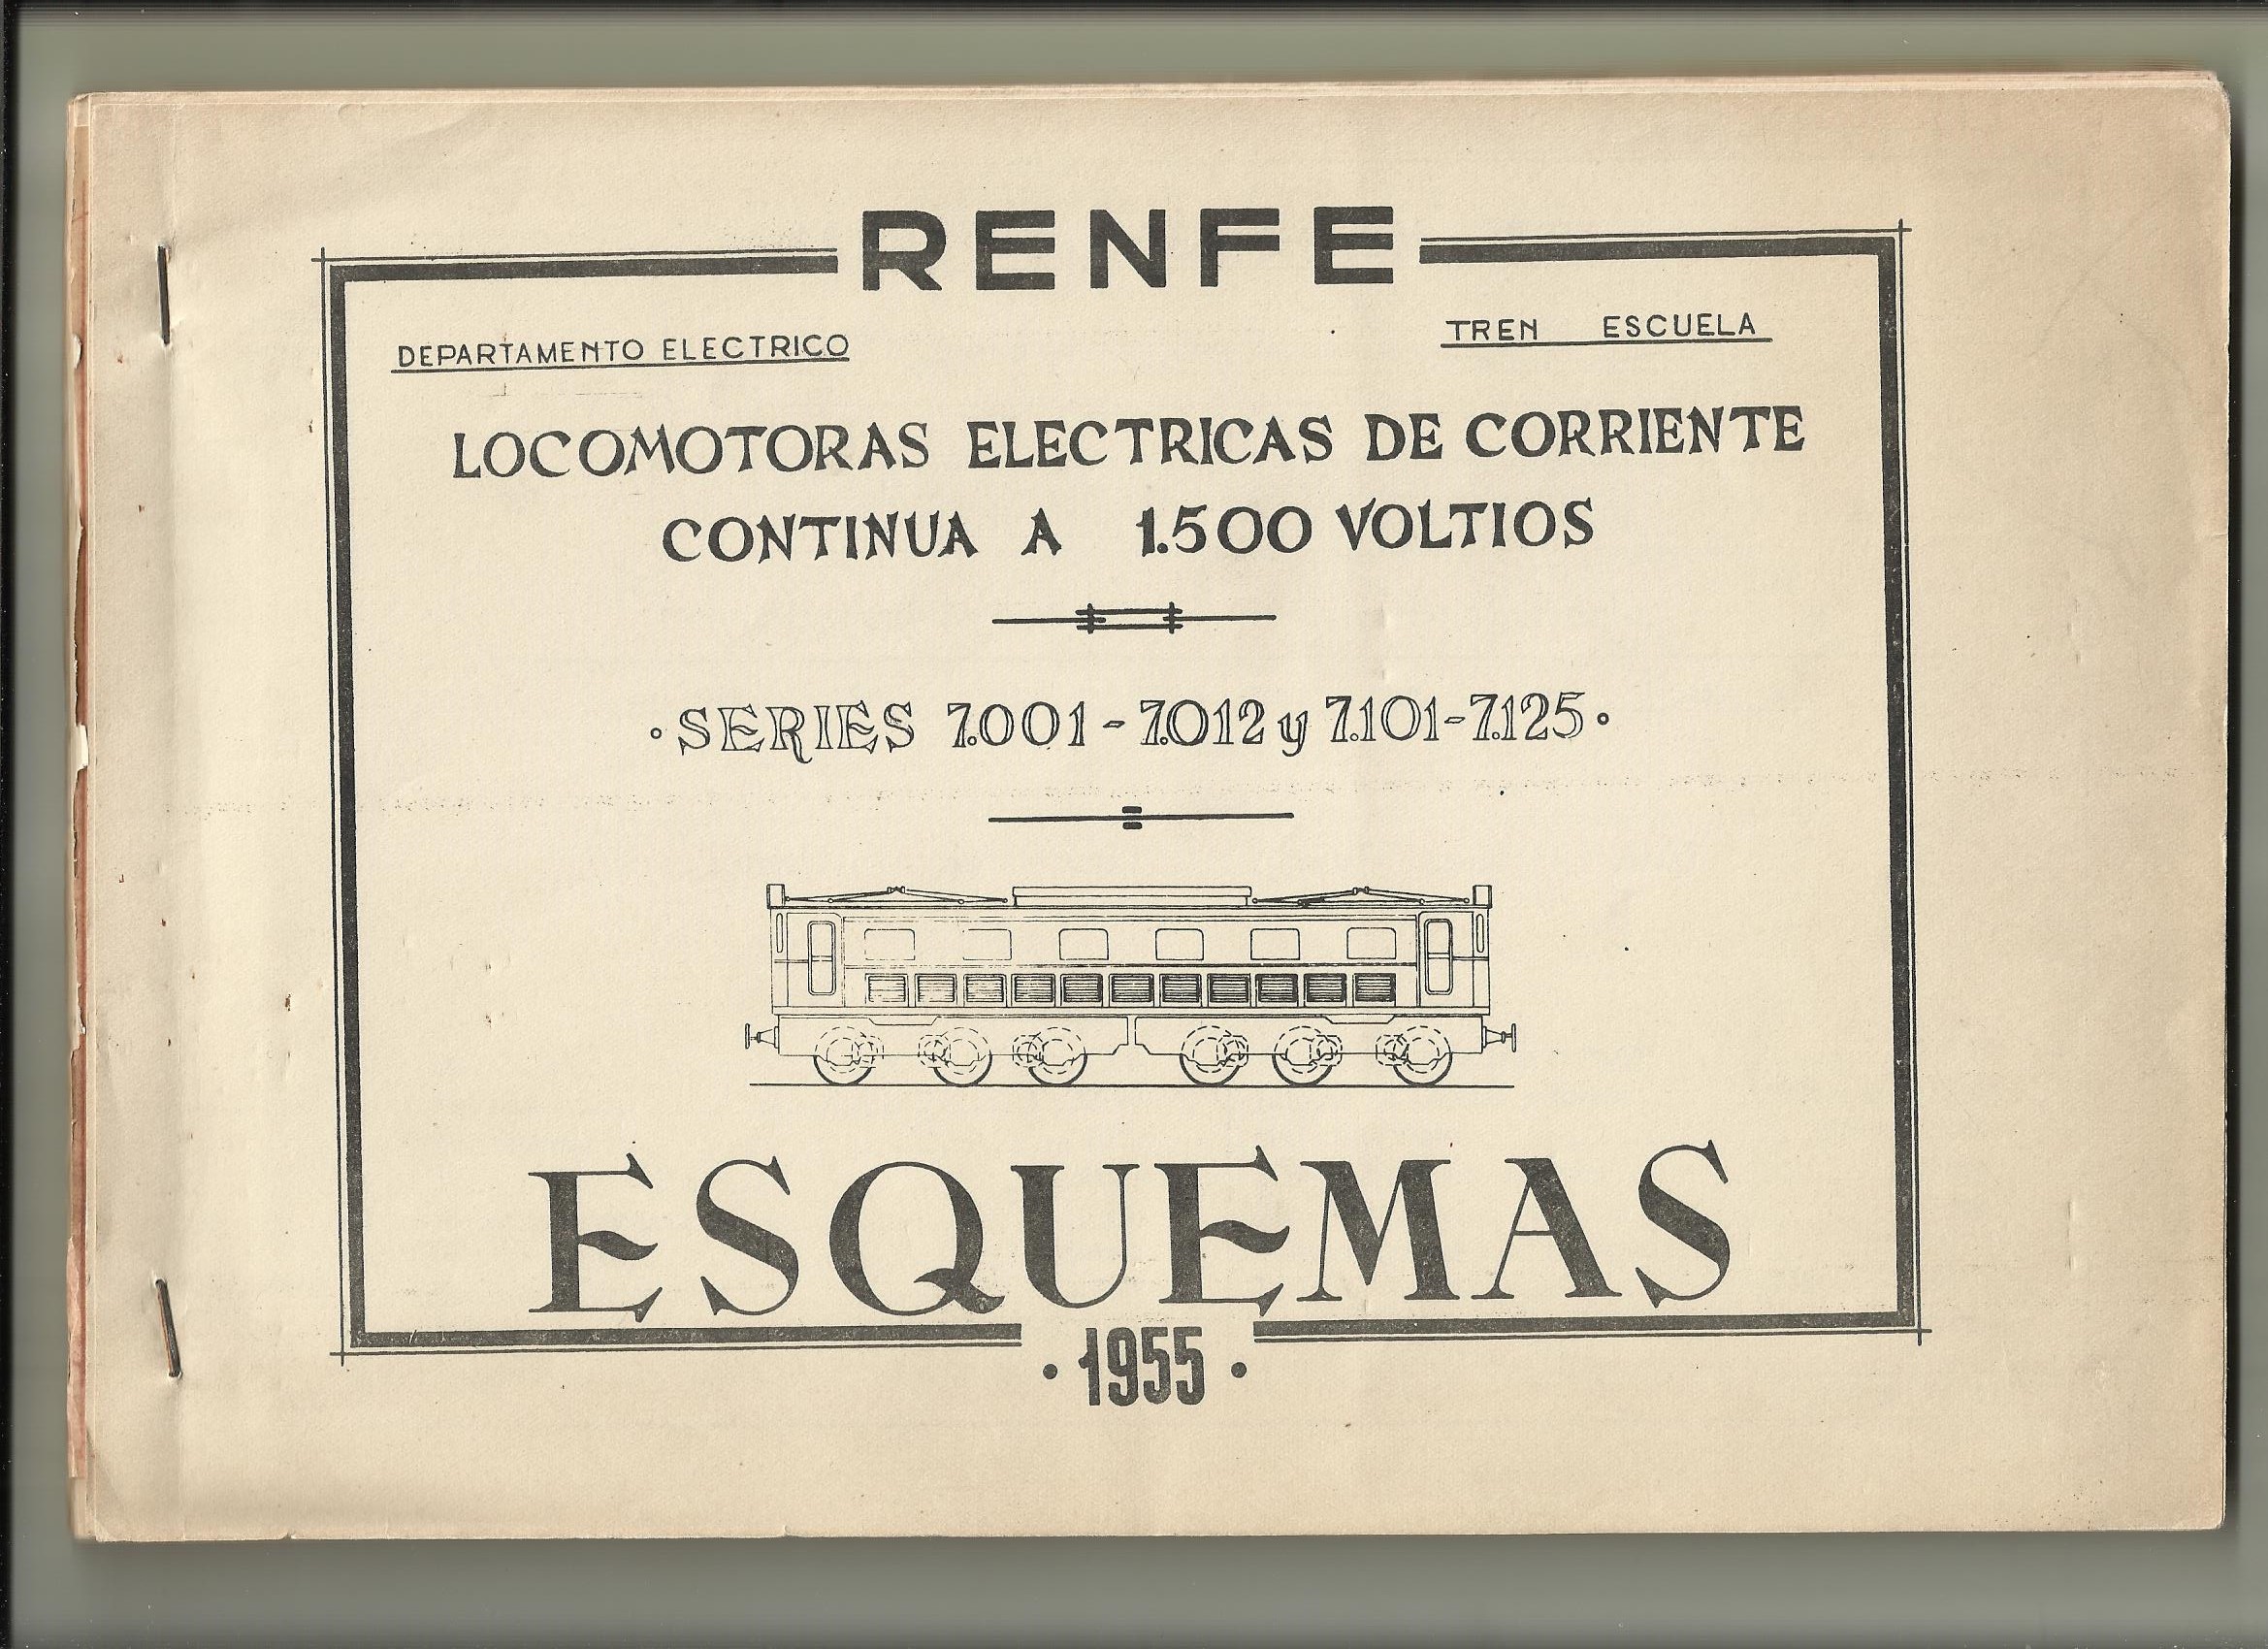 RENFE
DEPARTAMENTO ELECTRICO
TREN ESCUELA
LOCOMOTORAS ELECTRICAS DE CORRIENTE
CONTINUA A 1.500 VOLTIOS
SERIES 7.001-7.012 y 7.101-7.125
ESQUEMAS
· 1955 ·